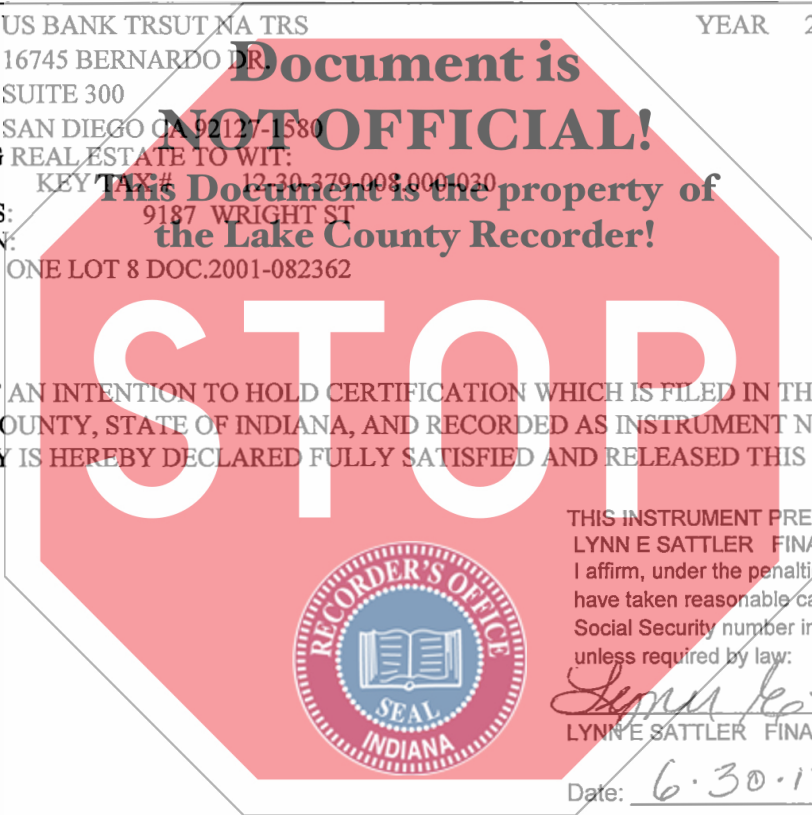 US BANK TRSUT NA TRS
YEAR 2
16745 BERNARDO DR.
SUITE 300
SAN DIEGO CA 92127-1580
G REAL ESTATE TO WIT:
KEY TAX # 12-30-379-008.000-030
S: 9187 WRIGHT ST
N:
ONE LOT 8 DOC.2001-082362
Document is
NOT OFFICIAL!
This Document is the property of
the Lake County Recorder!
STOP
AN INTENTION TO HOLD CERTIFICATION WHICH IS FILED IN TH
OUNTY, STATE OF INDIANA, AND RECORDED AS INSTRUMENT N
Y IS HEREBY DECLARED FULLY SATISFIED AND RELEASED THIS
THIS INSTRUMENT PRE
LYNN E SATTLER FINA
I affirm, under the penalti
have taken reasonable ca
Social Security number in
unless required by law:
LYNN E SATTLER FINA
Date: 6.30.1
RECORDER'S OFFICE
SEAL
INDIANA